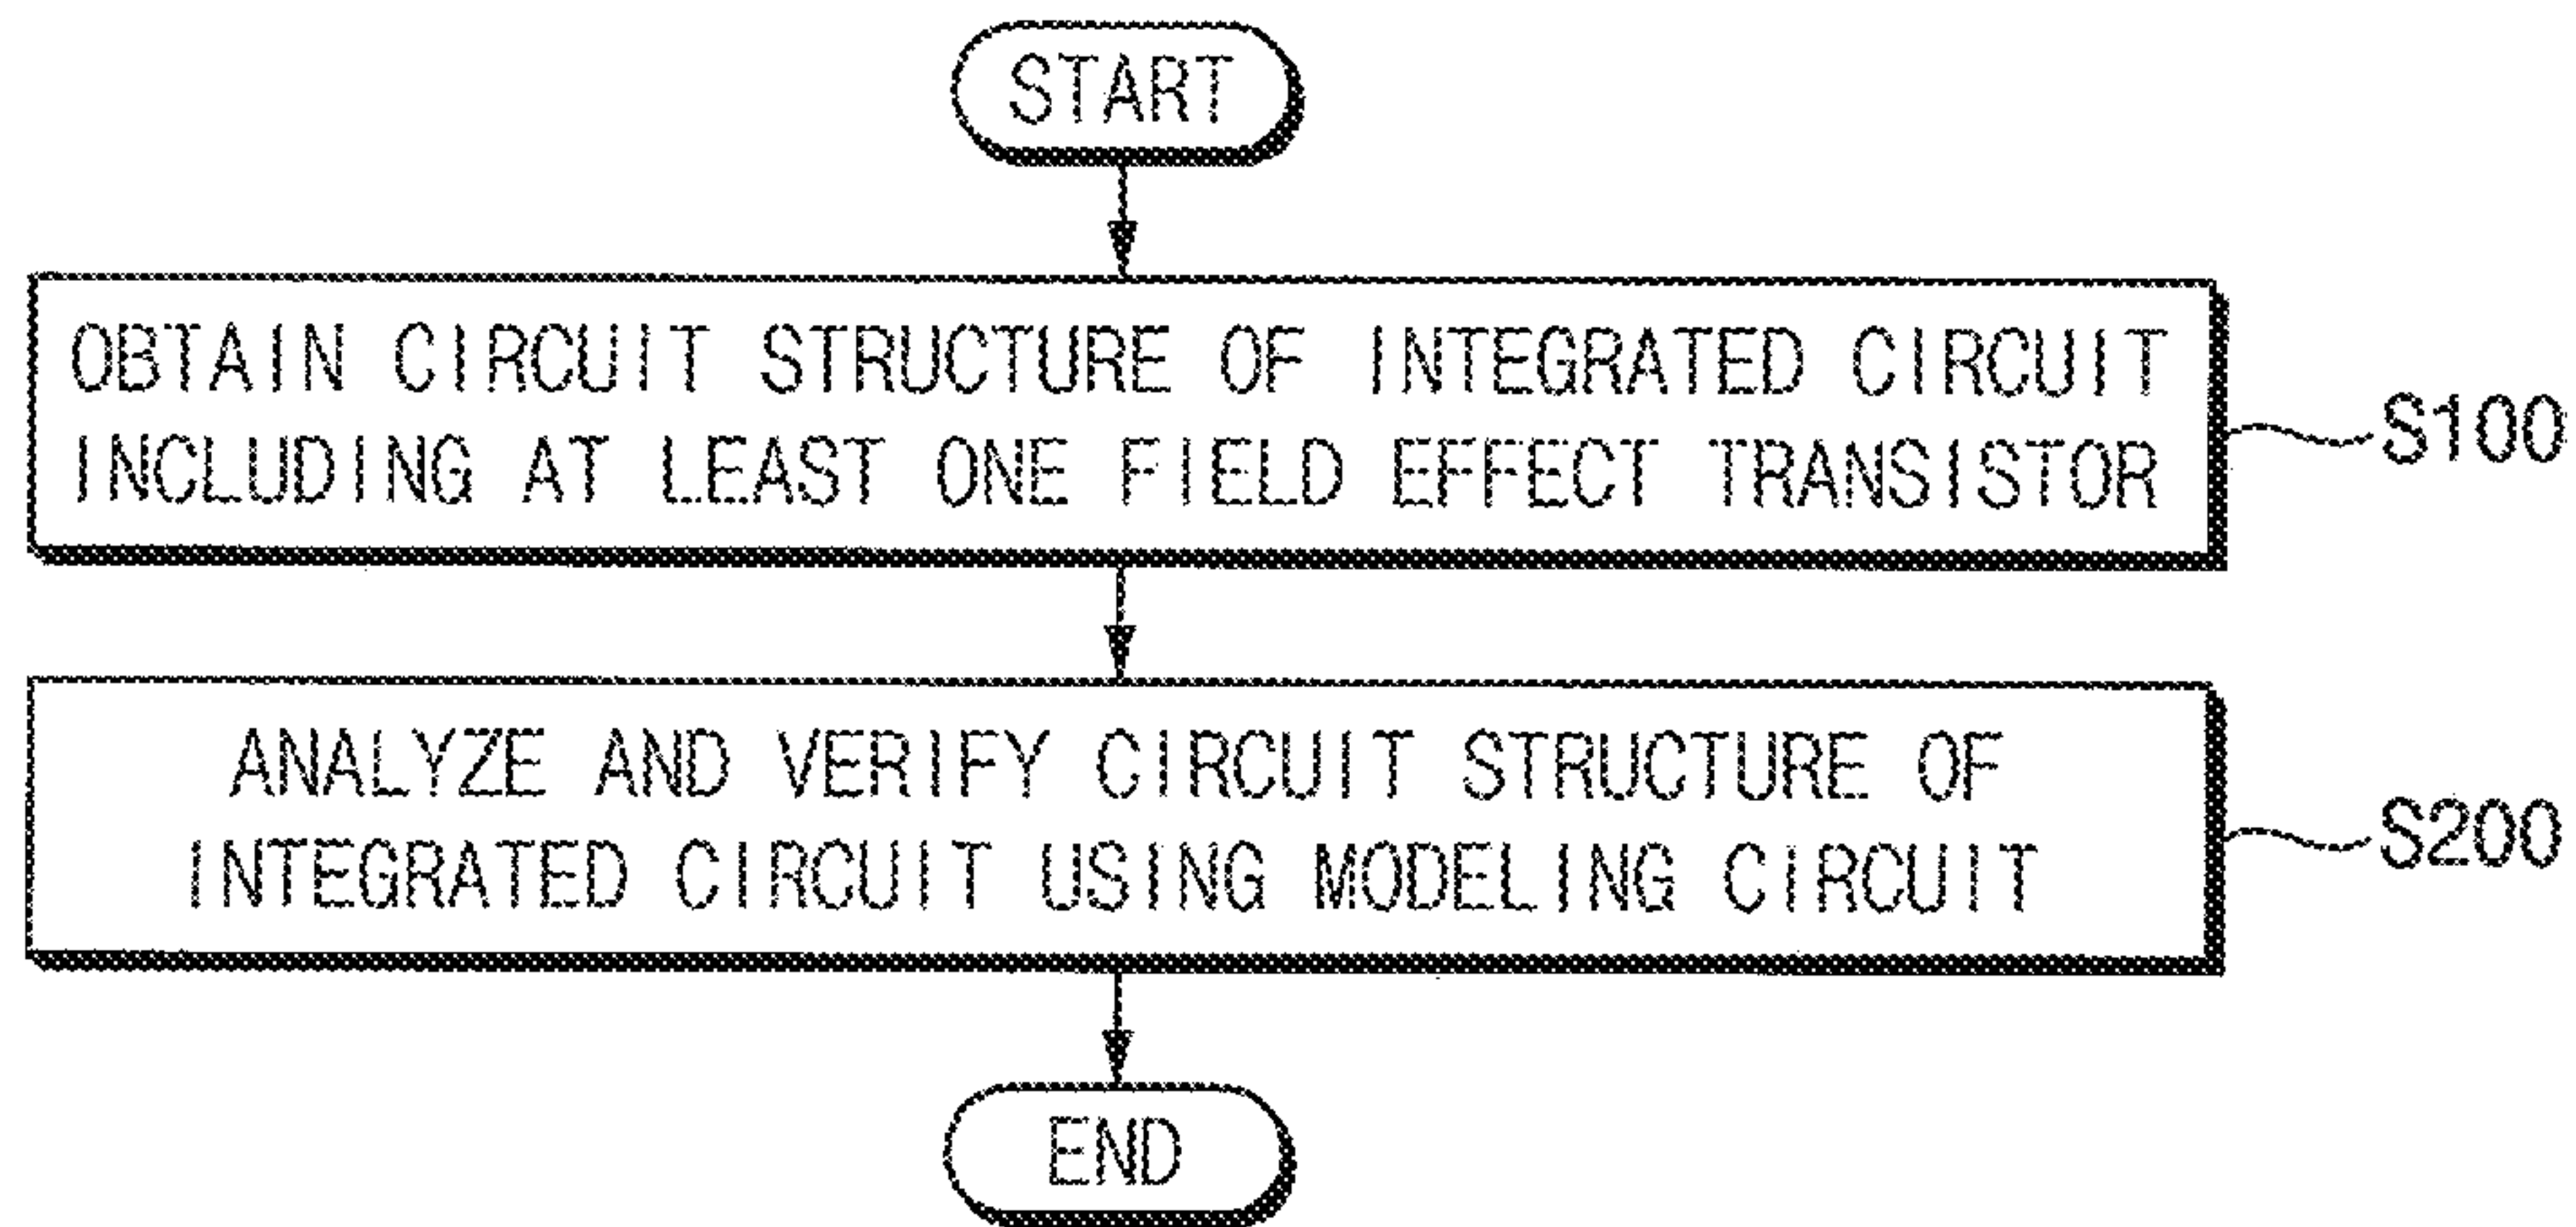 START
OBTAIN CIRCUIT STRUCTURE OF INTEGRATED CIRCUIT
INCLUDING AT LEAST ONE FIELD EFFECT TRANSISTOR
S100
ANALYZE AND VERIFY CIRCUIT STRUCTURE OF
INTEGRATED CIRCUIT USING MODELING CIRCUIT
S200
END